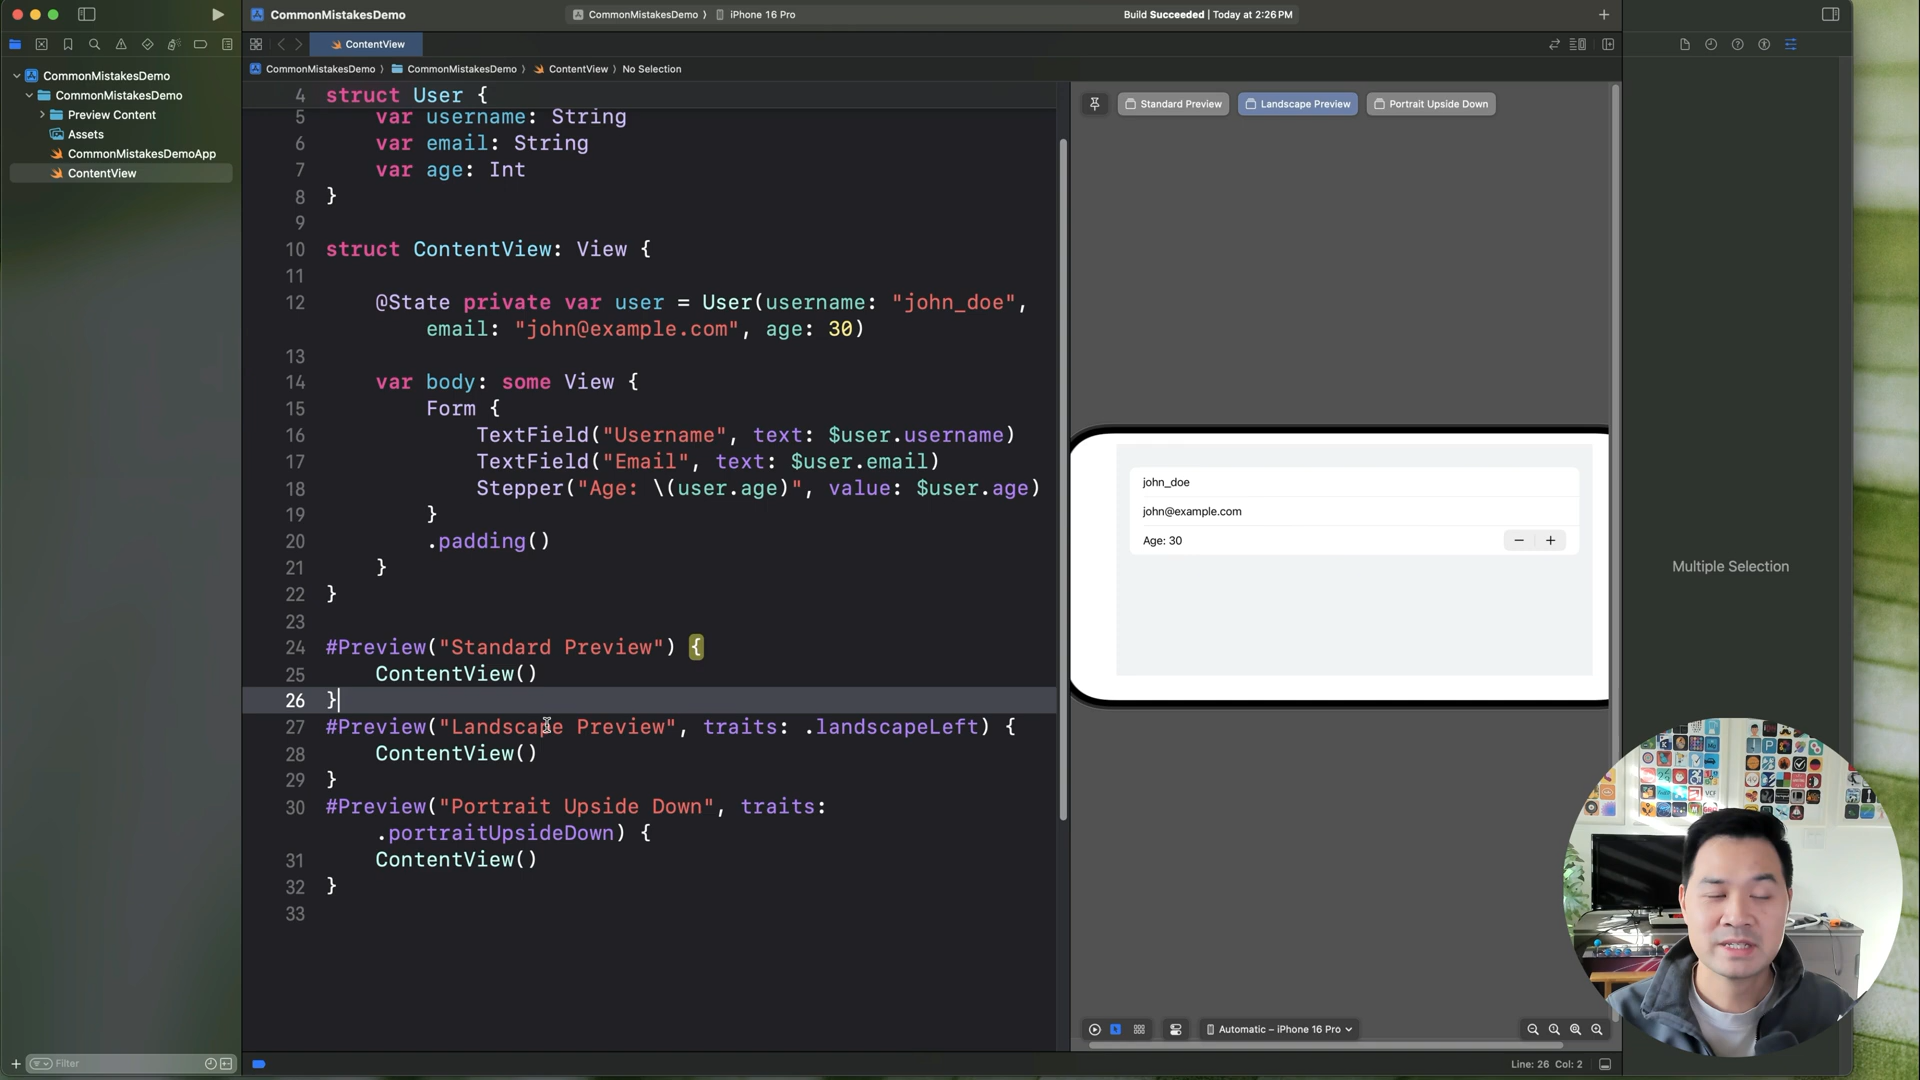 CommonMistakesDemo
CommonMistakesDemo
iPhone 16 Pro
Build Succeeded | Today at 2:26 PM
ContentView
CommonMistakesDemo
CommonMistakesDemo
ContentView
No Selection
CommonMistakesDemo
CommonMistakesDemo
Preview Content
Assets
CommonMistakesDemoApp
ContentView
Filter
4 struct User {
5 var username: String
6 var email: String
7 var age: Int
8 }
9
10 struct ContentView: View {
11
12 @State private var user = User(username: "john_doe",
email: "john@example.com", age: 30)
13
14 var body: some View {
15 Form {
16 TextField("Username", text: $user.username)
17 TextField("Email", text: $user.email)
18 Stepper("Age: \(user.age)", value: $user.age)
19 }
20 .padding()
21 }
22 }
23
24 #Preview("Standard Preview") {
25 ContentView()
26 }
27 #Preview("Landscape Preview", traits: .landscapeLeft) {
28 ContentView()
29 }
30 #Preview("Portrait Upside Down", traits:
.portraitUpsideDown) {
31 ContentView()
32 }
33
Standard Preview
Landscape Preview
Portrait Upside Down
john_doe
john@example.com
Age: 30
Automatic – iPhone 16 Pro
Multiple Selection
Line: 26 Col: 2